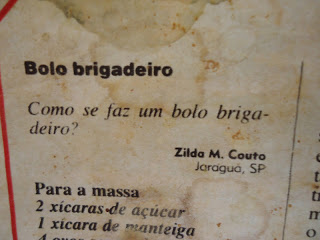 Bolo brigadeiro
Como se faz um bolo briga-
deiro?
Zilda M. Couto
Jaraguá, SP
Para a massa
2 xícaras de açúcar
1 xícara de manteiga